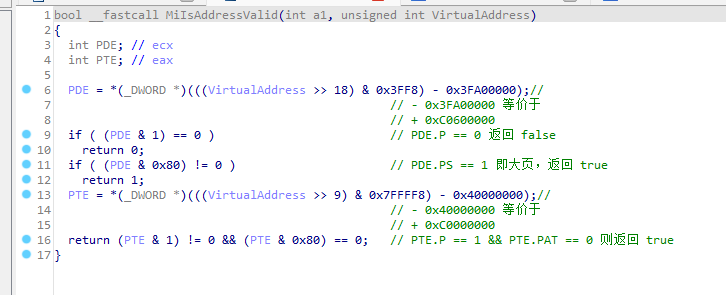 1 bool __fastcall MiIsAddressValid(int a1, unsigned int VirtualAddress)
2 {
3 int PDE; // ecx
4 int PTE; // eax
5
6 PDE = *(_DWORD *)(((VirtualAddress >> 18) & 0x3FF8) - 0x3FA00000);//
7 // - 0x3FA00000 等价于
8 // + 0xC0600000
9 if ( (PDE & 1) == 0 ) // PDE.P == 0 返回 false
10 return 0;
11 if ( (PDE & 0x80) != 0 ) // PDE.PS == 1 即大页，返回 true
12 return 1;
13 PTE = *(_DWORD *)(((VirtualAddress >> 9) & 0x7FFFF8) - 0x40000000);//
14 // - 0x40000000 等价于
15 // + 0xC0000000
16 return (PTE & 1) != 0 && (PTE & 0x80) == 0; // PTE.P == 1 && PTE.PAT == 0 则返回 true
17 }